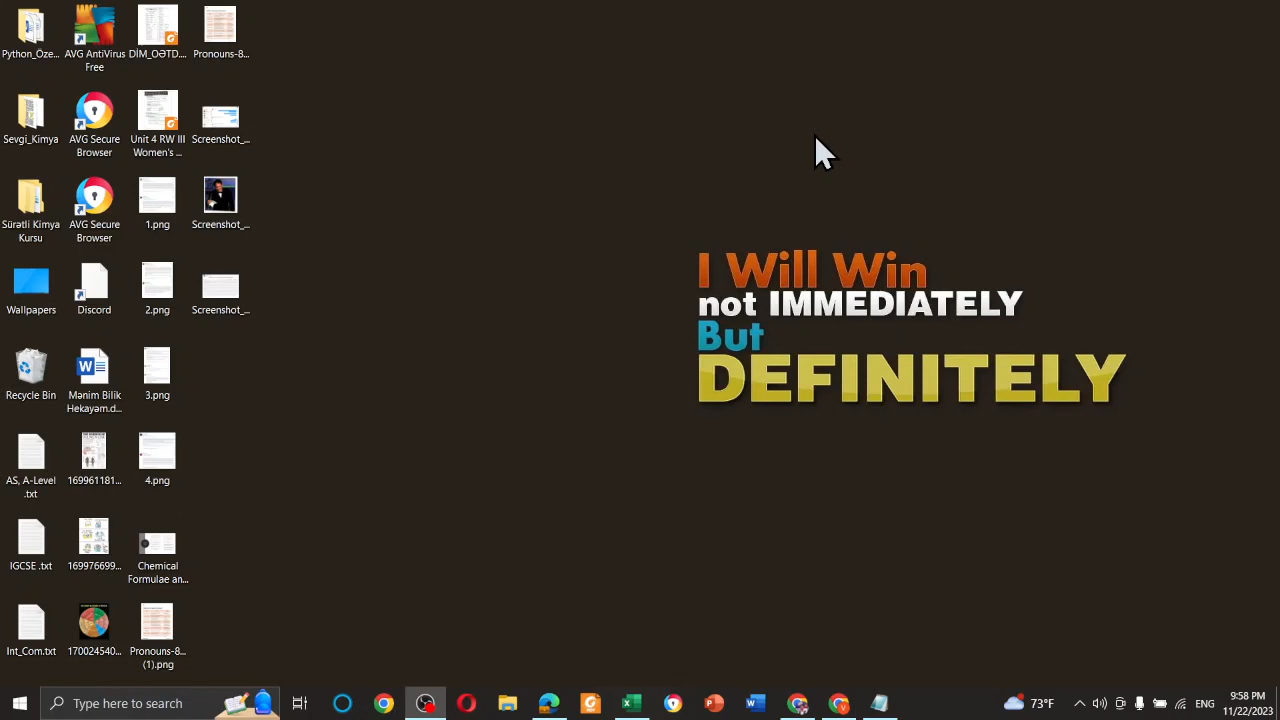 Python_Öze...
AVG AntiVirus
Free
DİM_OƏTD...
Pronouns-8...
Sevgi_Kimya
AVG Secure
Browser
Unit 4 RW III
Women's ...
Screenshot_...
Sürətli Kimya
Kursu
AVG Secure
Browser
1.png
Screenshot_...
Wallpapers
Discord
2.png
Screenshot_...
Recycle Bin
Mənim Bilik
Hekayəm.d...
3.png
AS, A-Level
.txt
169961181...
4.png
IGCSE .txt
169976699...
Chemical
Formulae an...
Int_Com.txt
170024540...
Pronouns-8...
(1).png
I Will Win
not IMMEDIATELY
But
DEFINITELY
Type here to search
73°F
ENG
9:58 PM
11/22/2023